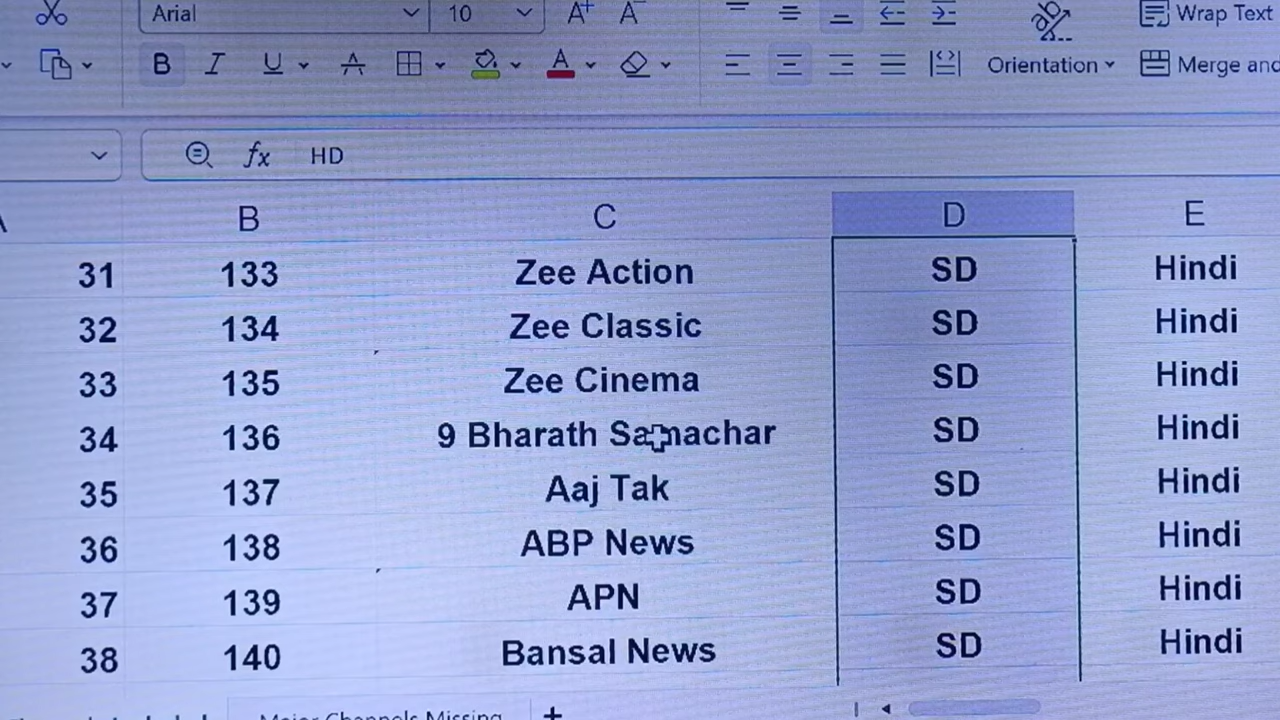 Arial 10 A+ A-
Wrap Text
B I U A A Orientation Merge and
fx HD
A B C D E
31 133 Zee Action SD Hindi
32 134 Zee Classic SD Hindi
33 135 Zee Cinema SD Hindi
34 136 9 Bharath Samachar SD Hindi
35 137 Aaj Tak SD Hindi
36 138 ABP News SD Hindi
37 139 APN SD Hindi
38 140 Bansal News SD Hindi
Major Channels Missing +